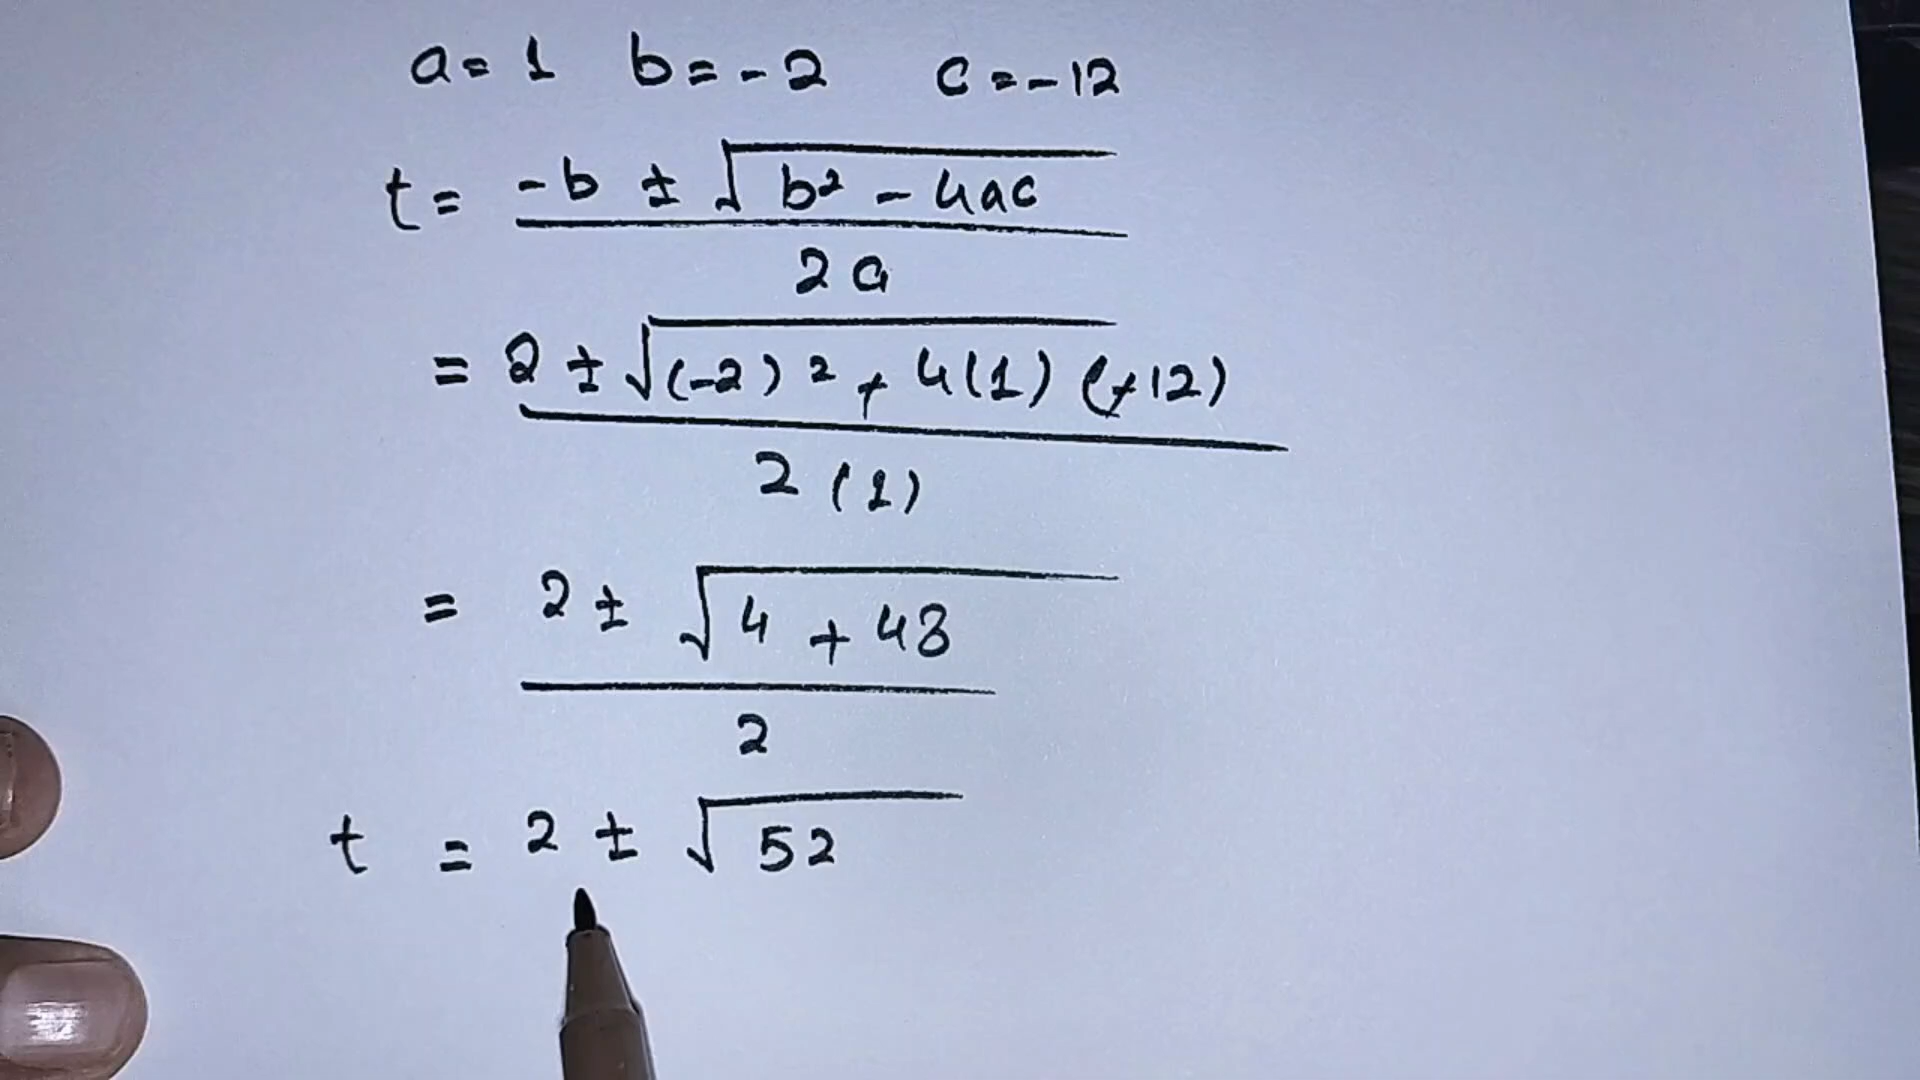 a = 1 b = -2 c = -12
t = -b ± √b² - 4ac
2a
= 2 ± √(-2)² + 4(1) (+12)
2 (1)
= 2 ± √4 + 48
2
t = 2 ± √52